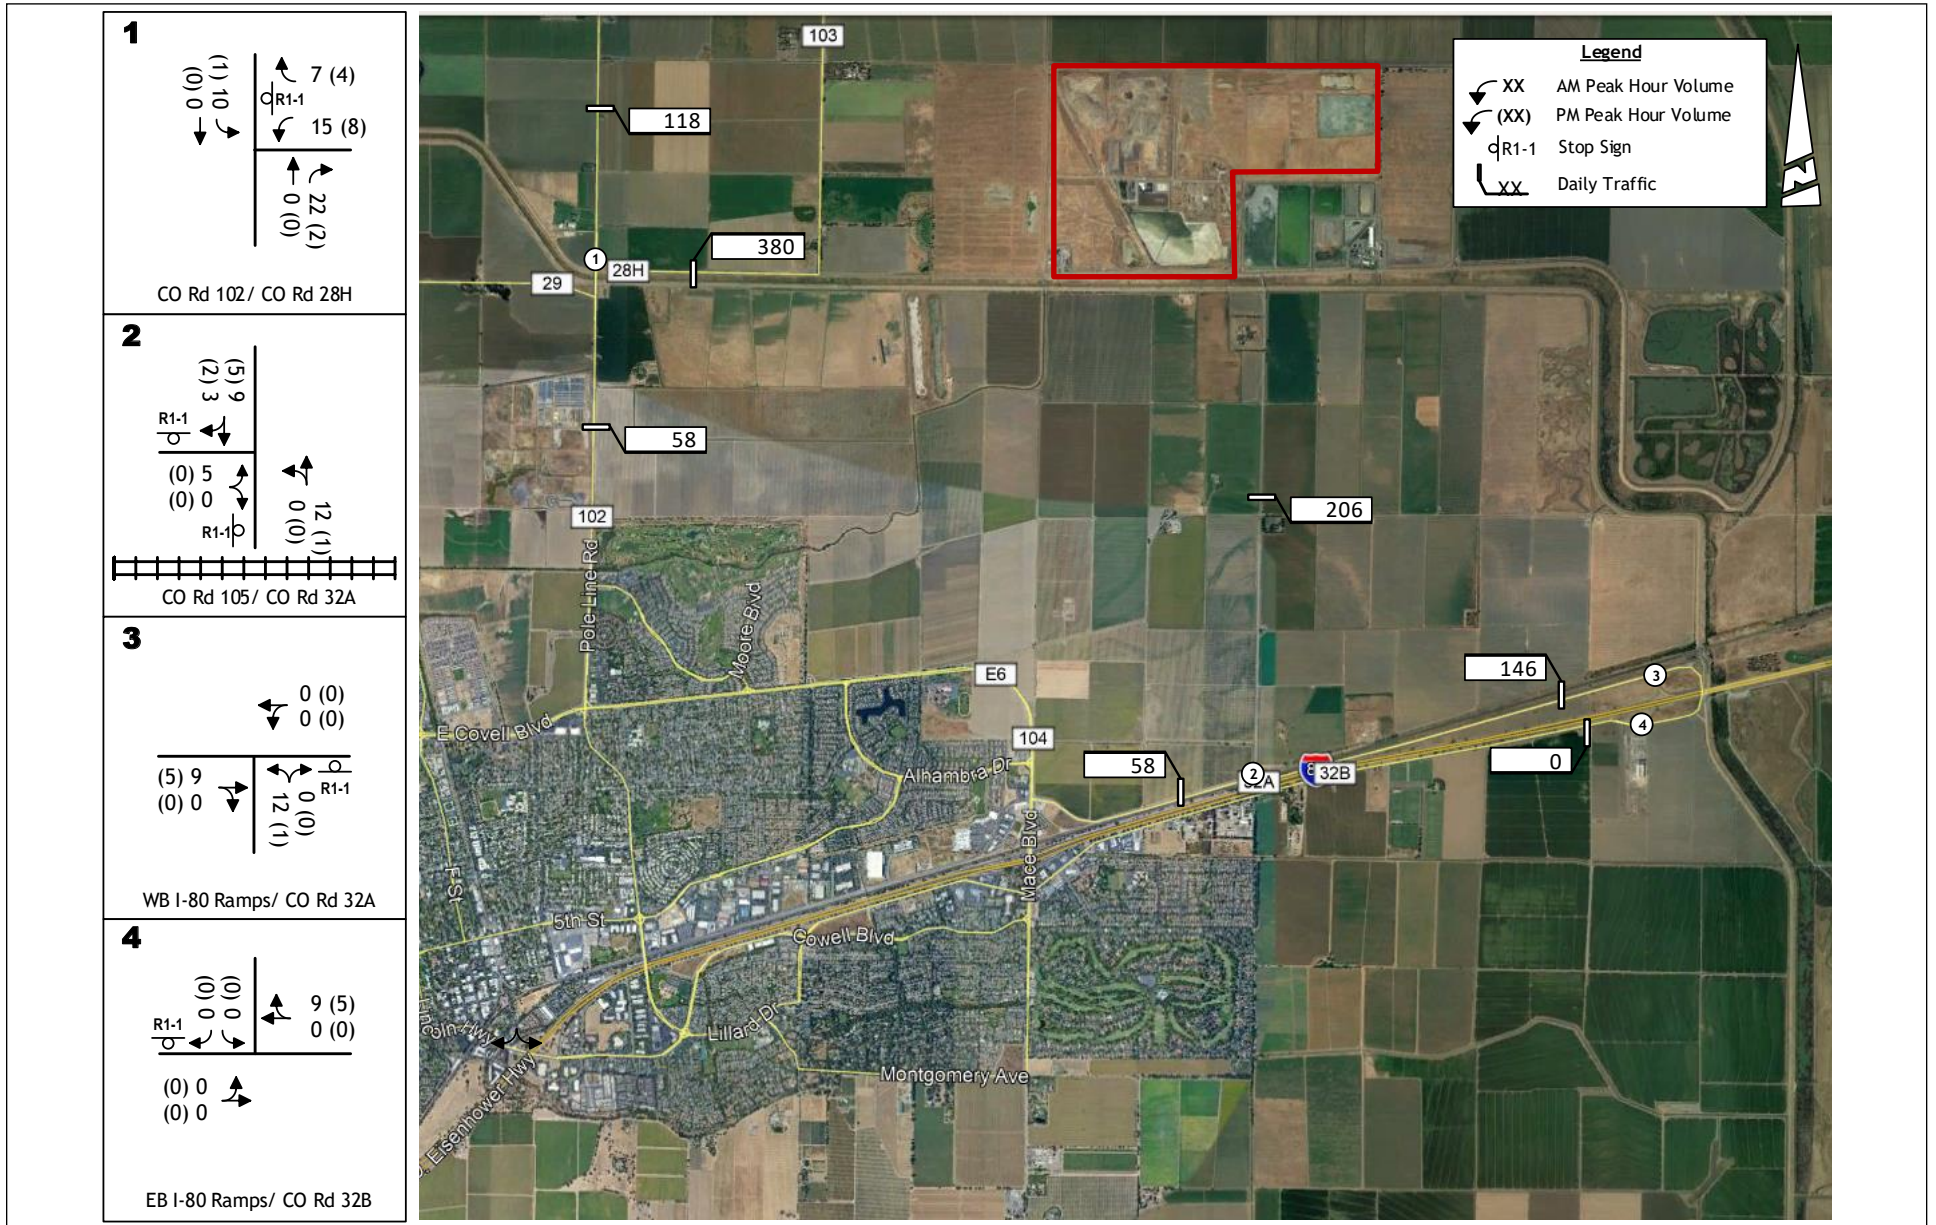 1
(1) 10
(0) 0
7 (4)
R1-1
15 (8)
22 (2)
0 (0)
CO Rd 102/ CO Rd 28H
2
(5) 9
(2) 3
R1-1
(0) 5
(0) 0
R1-1
12 (1)
0 (0)
CO Rd 105/ CO Rd 32A
3
0 (0)
0 (0)
(5) 9
(0) 0
R1-1
0 (0)
12 (1)
WB I-80 Ramps/ CO Rd 32A
4
(0) 0
(0) 0
9 (5)
0 (0)
R1-1
(0) 0
(0) 0
EB I-80 Ramps/ CO Rd 32B
103
118
380
1
28H
29
58
102
206
Pole Line Rd
Moore Blvd
E6
E Covell Blvd
104
146
3
4
0
58
2
32A
32B
Alhambra Dr
Mace Blvd
F St
5th St
Cowell Blvd
Lillard Dr
Montgomery Ave
Eisenhower Hwy
Legend
XX AM Peak Hour Volume
(XX) PM Peak Hour Volume
R1-1 Stop Sign
XX Daily Traffic
N